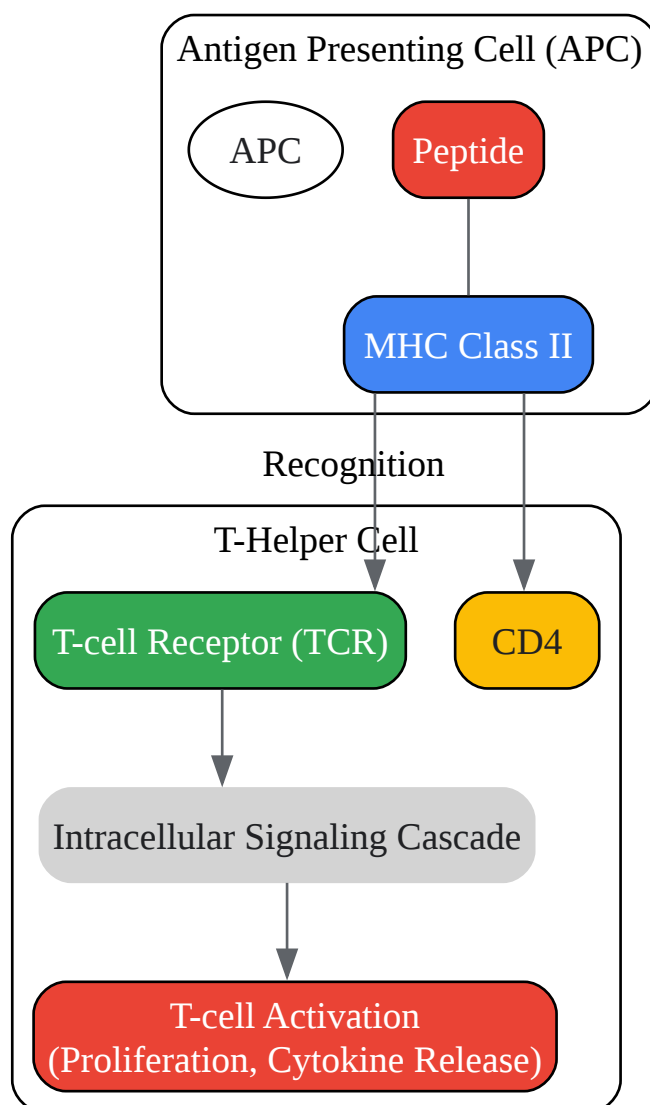 Antigen Presenting Cell (APC)
APC
Peptide
MHC Class II
Recognition
T-Helper Cell
T-cell Receptor (TCR)
CD4
Intracellular Signaling Cascade
T-cell Activation
(Proliferation, Cytokine Release)